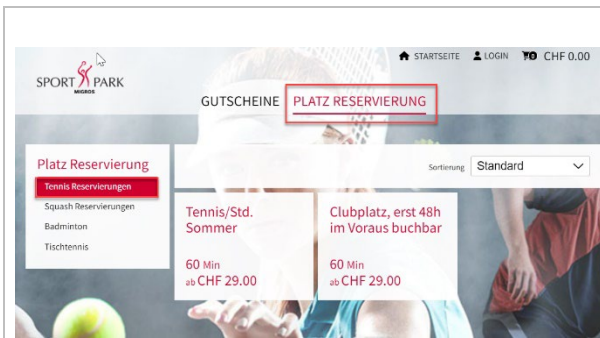 STARTSEITE LOGIN 0 CHF 0.00
SPORT PARK
MIGROS
GUTSCHEINE PLATZ RESERVIERUNG
Platz Reservierung
Tennis Reservierungen
Squash Reservierungen
Badminton
Tischtennis
Sortierung Standard
Tennis/Std.
Sommer
60 Min
ab CHF 29.00
Clubplatz, erst 48h
im Voraus buchbar
60 Min
ab CHF 29.00